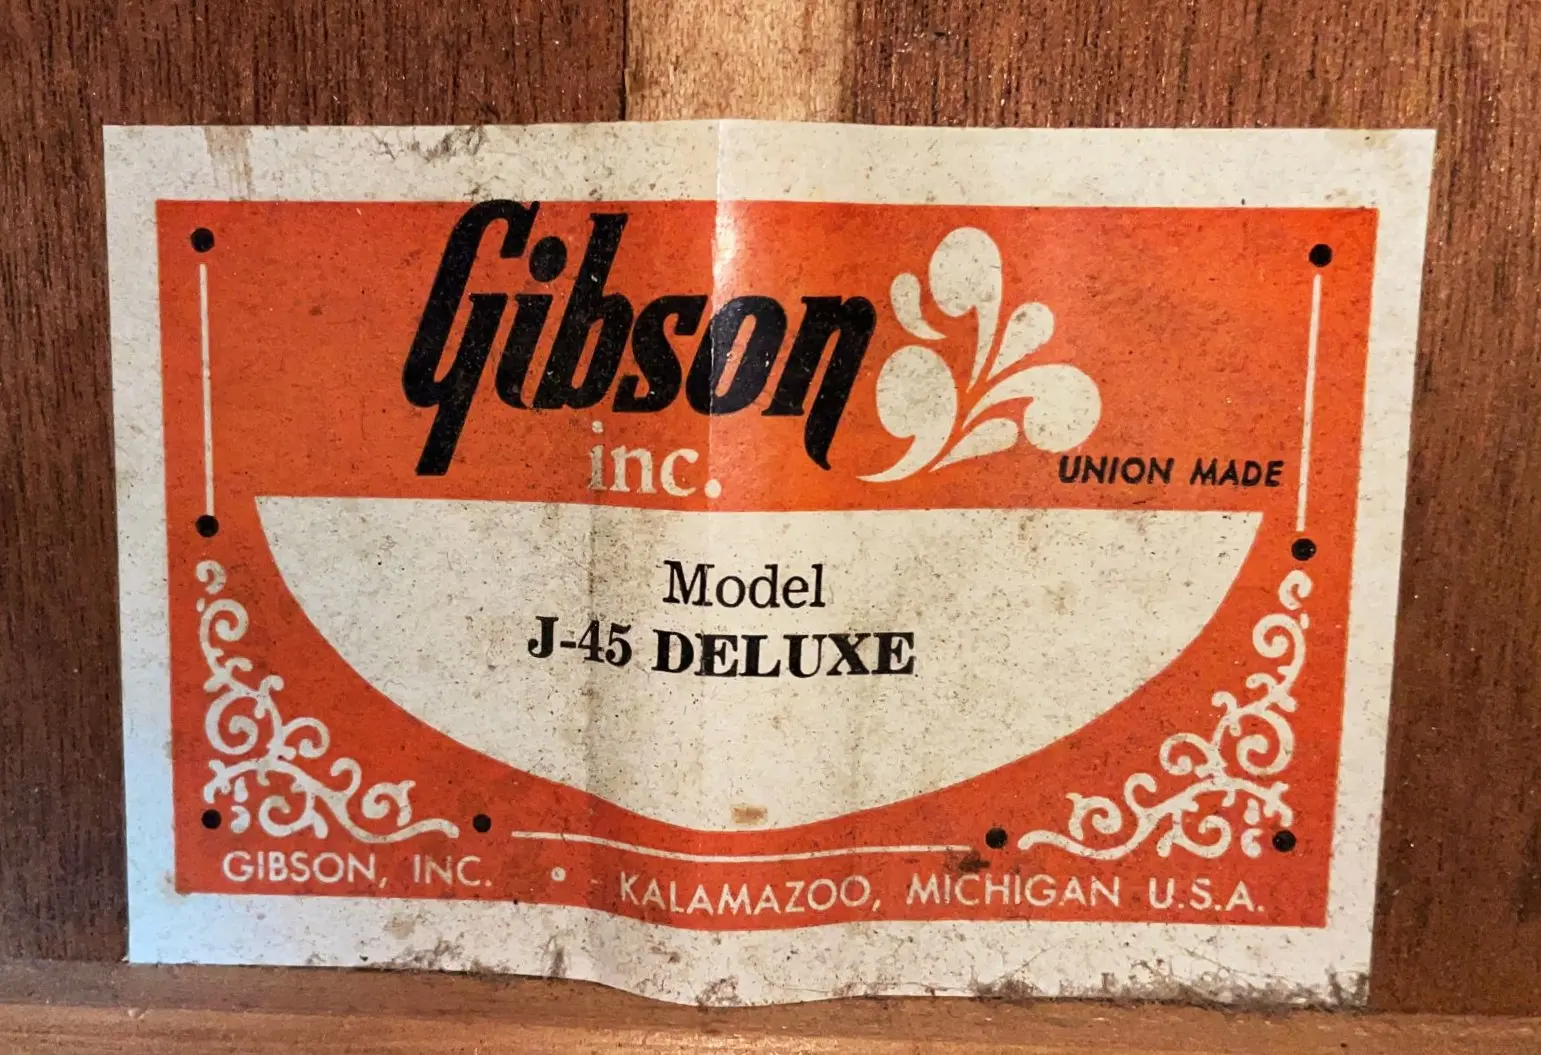 Gibson
inc.
UNION MADE
Model
J-45 DELUXE
GIBSON, INC. • KALAMAZOO, MICHIGAN U.S.A.